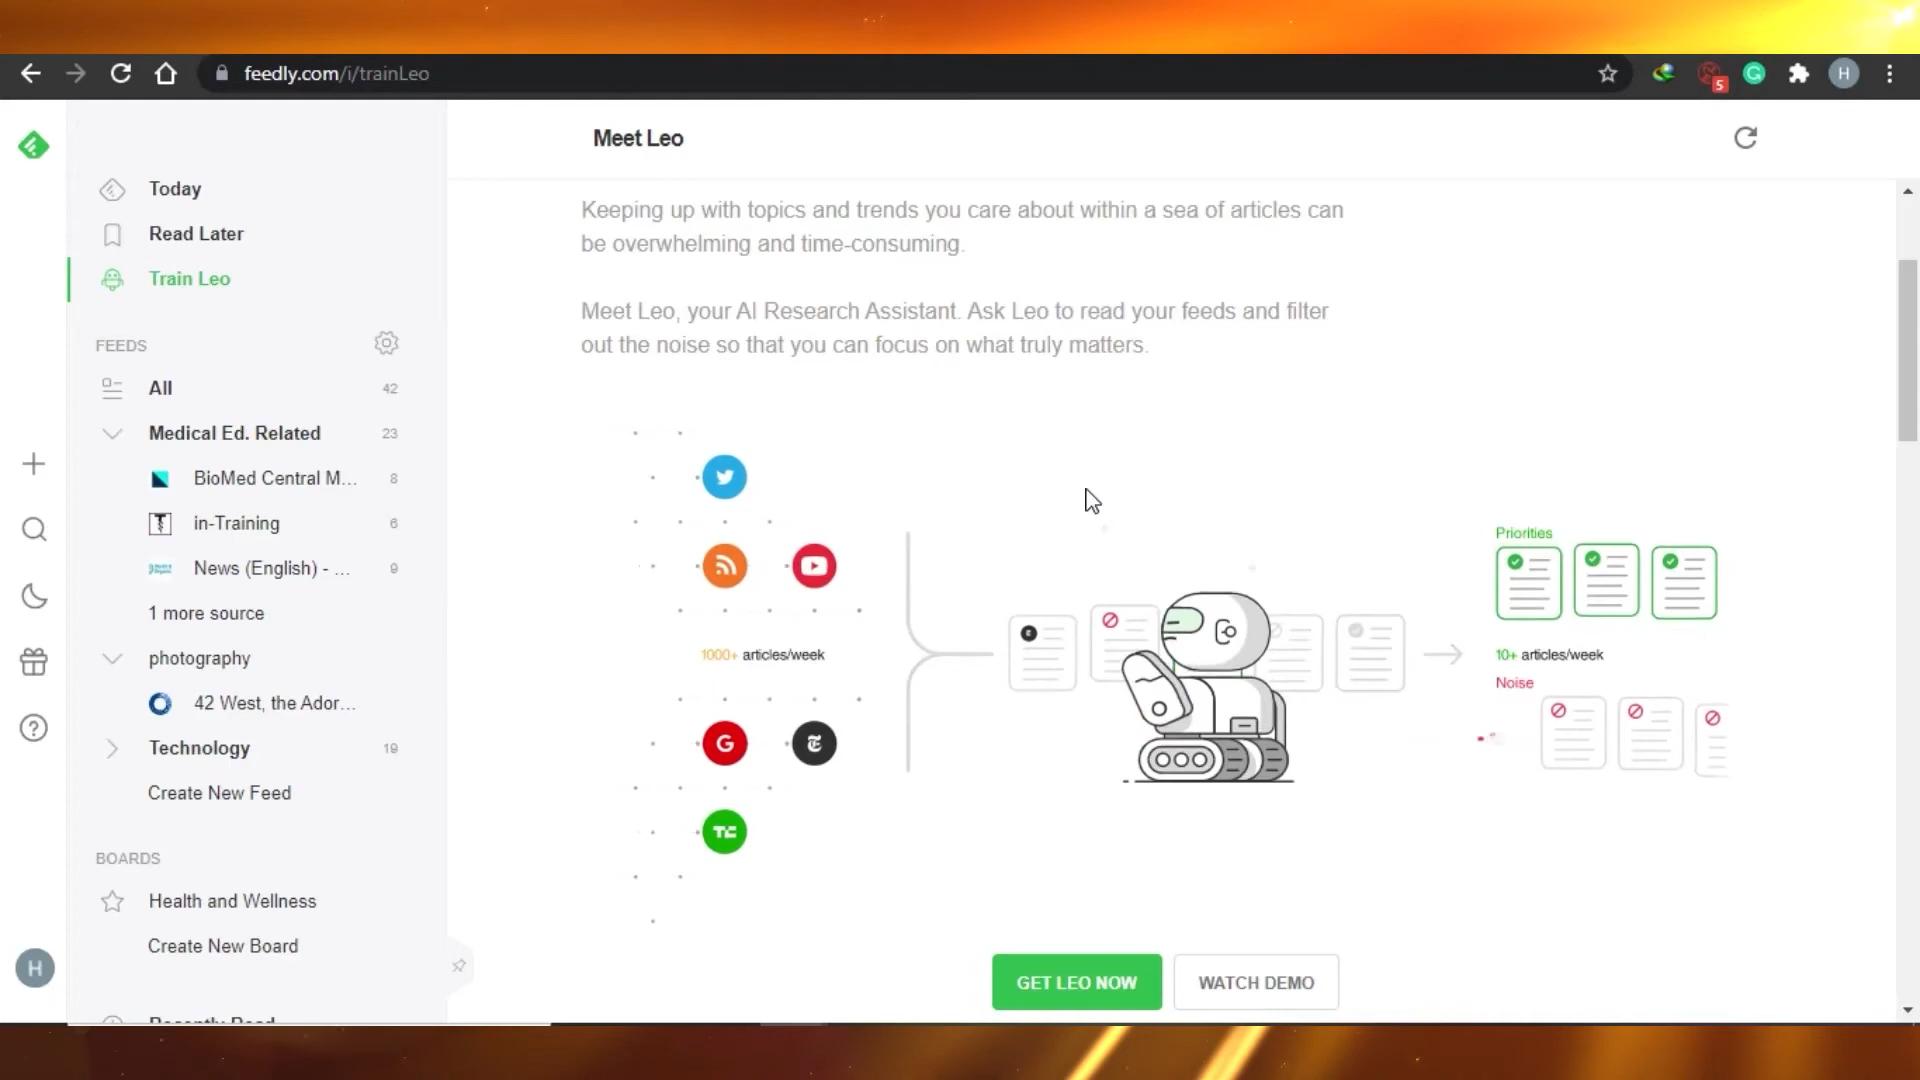 feedly.com/i/trainLeo
5
H
Meet Leo
Today
Read Later
Train Leo
FEEDS
All 42
Medical Ed. Related 23
BioMed Central M... 8
in-Training 6
News (English) - ... 9
1 more source
photography
42 West, the Ador...
Technology 19
Create New Feed
BOARDS
Health and Wellness
Create New Board
Recently Read
H
Keeping up with topics and trends you care about within a sea of articles can
be overwhelming and time-consuming.
Meet Leo, your AI Research Assistant. Ask Leo to read your feeds and filter
out the noise so that you can focus on what truly matters.
1000+ articles/week
G
TC
Priorities
10+ articles/week
Noise
GET LEO NOW
WATCH DEMO